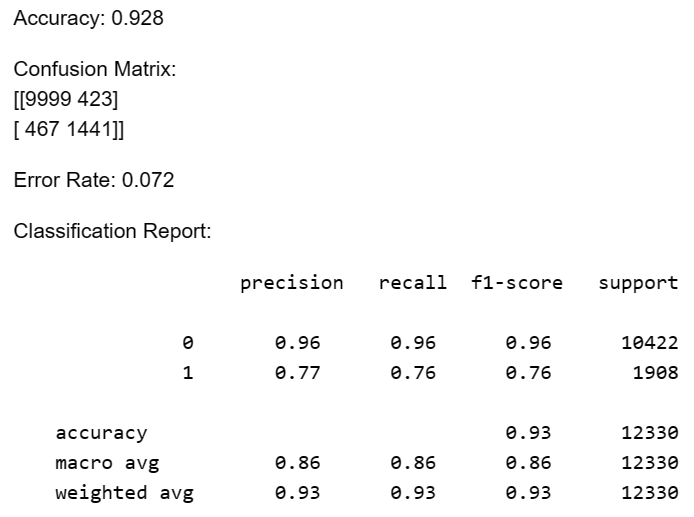 Accuracy: 0.928
Confusion Matrix:
[[9999 423]
[ 467 1441]]
Error Rate: 0.072
Classification Report:
precision recall f1-score support
0 0.96 0.96 0.96 10422
1 0.77 0.76 0.76 1908
accuracy 0.93 12330
macro avg 0.86 0.86 0.86 12330
weighted avg 0.93 0.93 0.93 12330